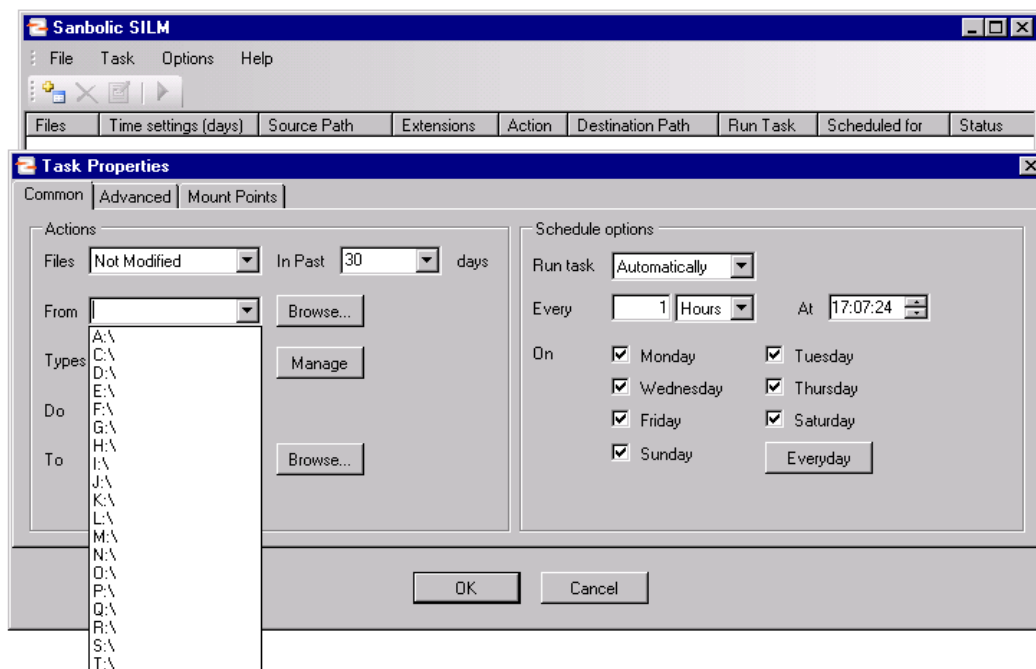 Sanbolic SILM
File Task Options Help
Files Time settings (days) Source Path Extensions Action Destination Path Run Task Scheduled for Status
Task Properties
Common Advanced Mount Points
Actions
Files Not Modified In Past 30 days
From Browse...
A:\
C:\
D:\
E:\
F:\
G:\
H:\
I:\
J:\
K:\
L:\
M:\
N:\
O:\
P:\
Q:\
R:\
S:\
T:\
Types Manage
Do
To Browse...
Schedule options
Run task Automatically
Every 1 Hours At 17:07:24
On Monday Tuesday
Wednesday Thursday
Friday Saturday
Sunday Everyday
OK Cancel